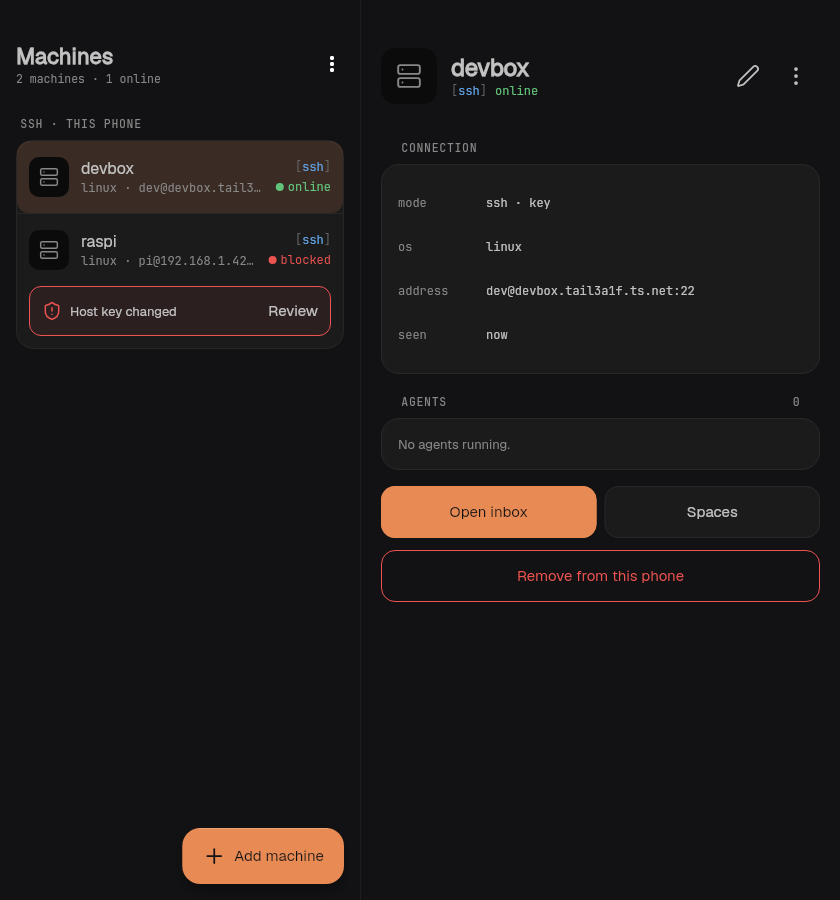 Machines
2 machines · 1 online
SSH · THIS PHONE
devbox
[ssh]
linux · dev@devbox.tail3…
online
raspi
[ssh]
linux · pi@192.168.1.42…
blocked
Host key changed
Review
Add machine
devbox
[ssh] online
CONNECTION
mode
ssh · key
os
linux
address
dev@devbox.tail3a1f.ts.net:22
seen
now
AGENTS
0
No agents running.
Open inbox
Spaces
Remove from this phone